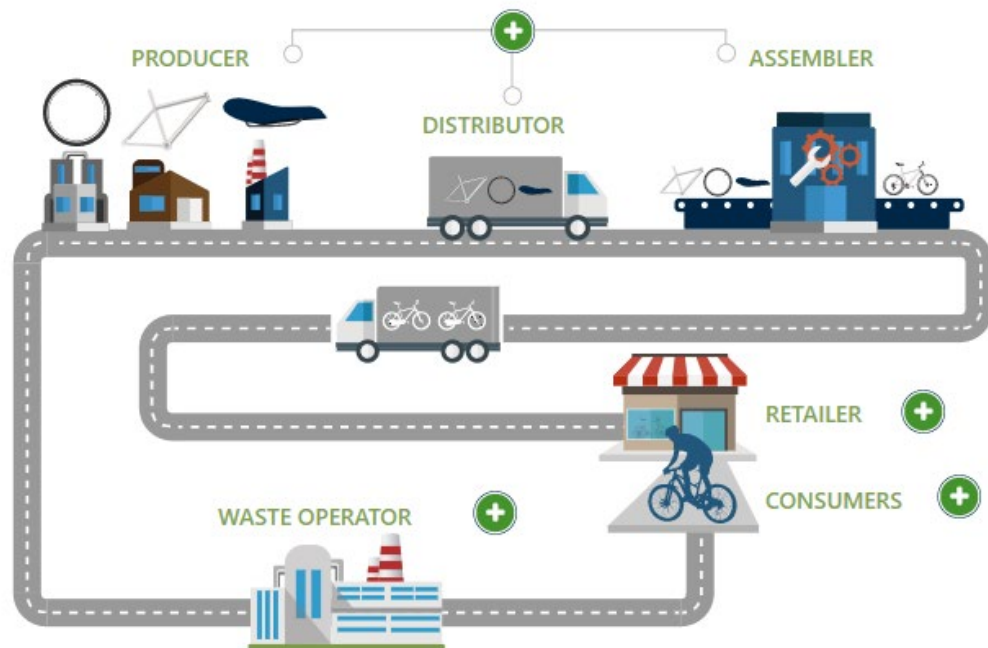 PRODUCER
ASSEMBLER
DISTRIBUTOR
RETAILER
CONSUMERS
WASTE OPERATOR